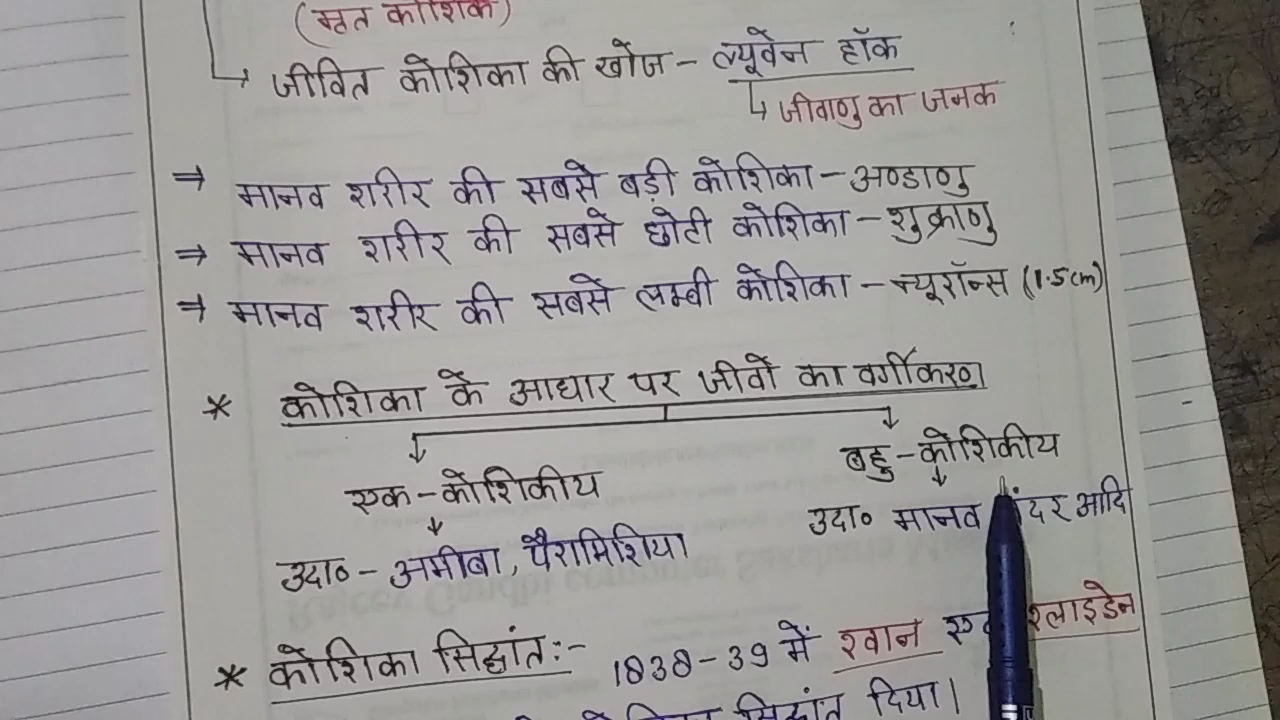 (मृत कोशिक)
→ जीवित कोशिका की खोज - ल्यूवेन हॉक
↳ जीवाणु का जनक
⇒ मानव शरीर की सबसे बड़ी कोशिका - अण्डाणु
⇒ मानव शरीर की सबसे छोटी कोशिका - शुक्राणु
⇒ मानव शरीर की सबसे लम्बी कोशिका - न्यूरॉन्स (1.5cm)
* कोशिका के आधार पर जीवों का वर्गीकरण
एक - कोशिकीय बहु - कोशिकीय
उदा० - अमीबा, पैरामिशिया उदा० मानव आदि
* कोशिका सिद्धांत :- 1838 - 39 में श्वान श्लाइडेन
सिद्धांत दिया।